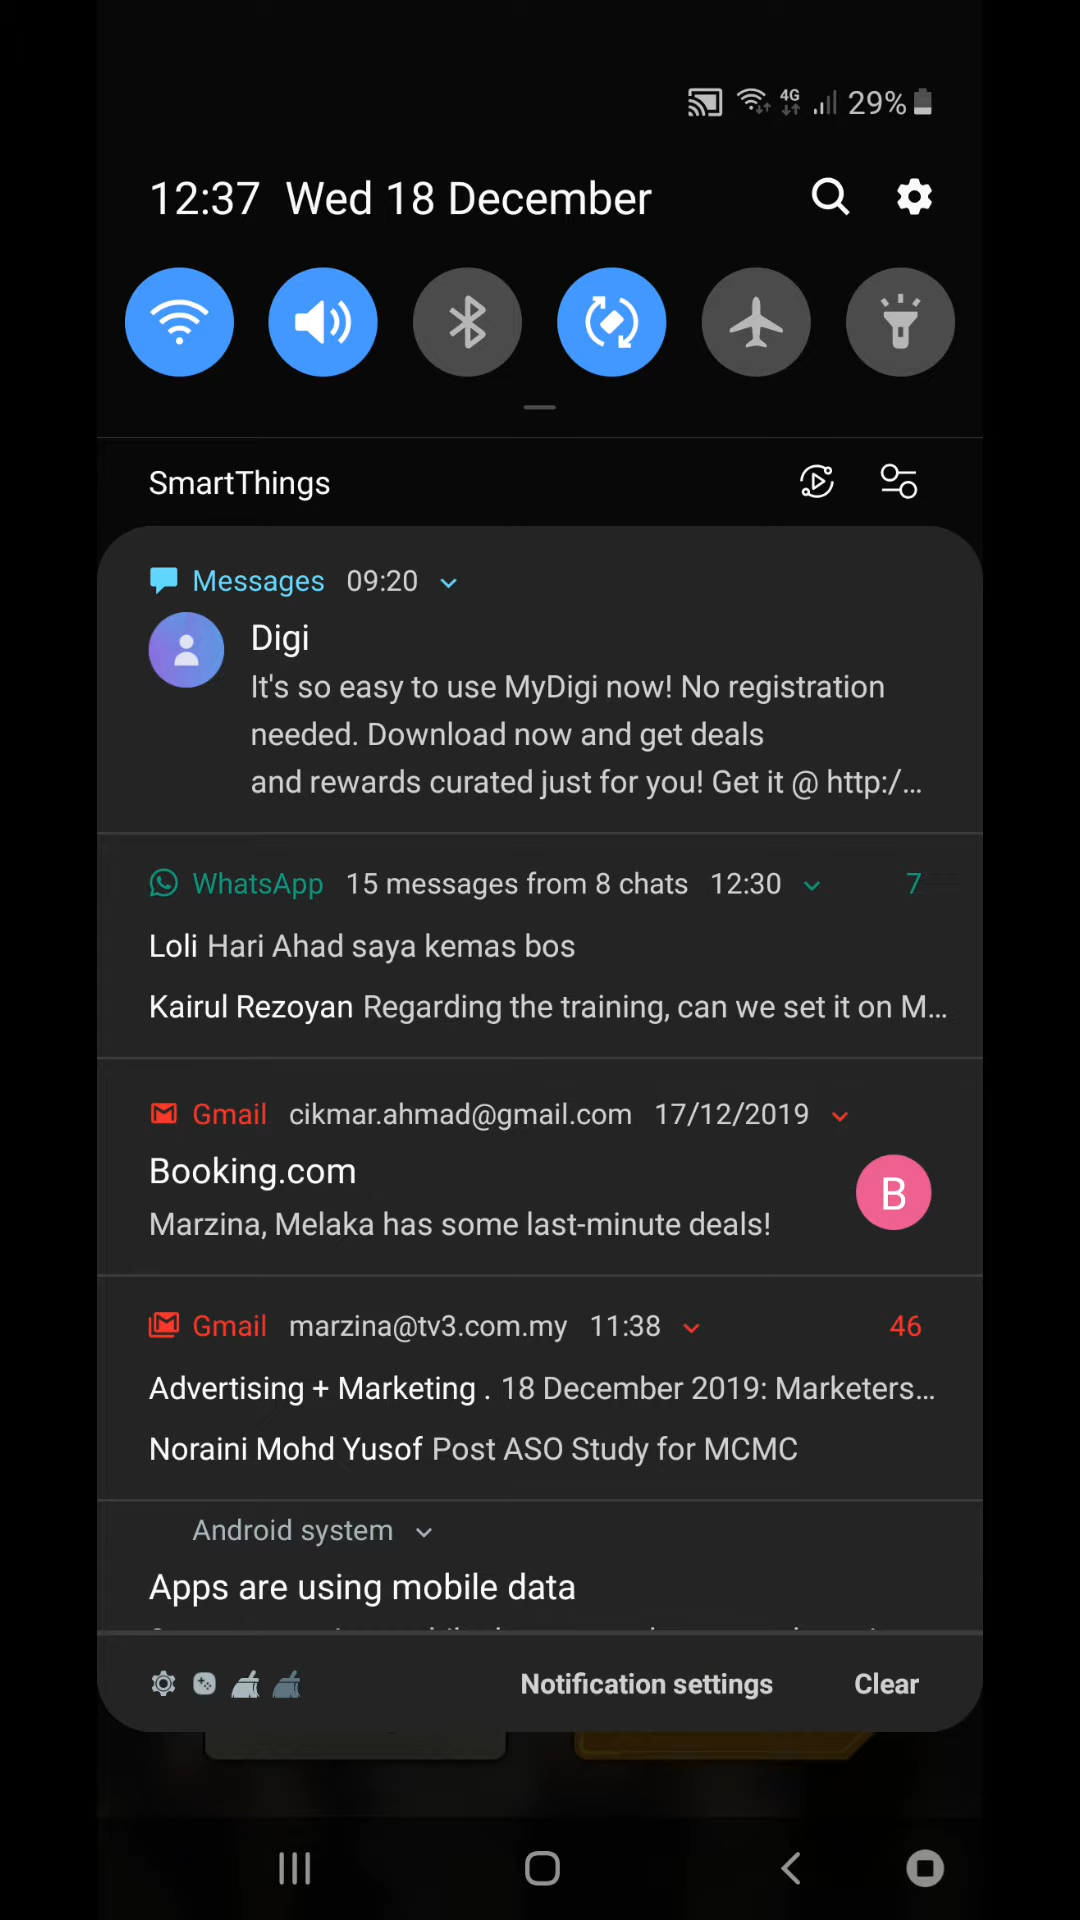 4G 29%
12:37 Wed 18 December
SmartThings
Messages 09:20
Digi
It's so easy to use MyDigi now! No registration
needed. Download now and get deals
and rewards curated just for you! Get it @ http:/...
WhatsApp 15 messages from 8 chats 12:30 7
Loli Hari Ahad saya kemas bos
Kairul Rezoyan Regarding the training, can we set it on M...
Gmail cikmar.ahmad@gmail.com 17/12/2019
Booking.com
B
Marzina, Melaka has some last-minute deals!
Gmail marzina@tv3.com.my 11:38 46
Advertising + Marketing . 18 December 2019: Marketers...
Noraini Mohd Yusof Post ASO Study for MCMC
Android system
Apps are using mobile data
Notification settings Clear